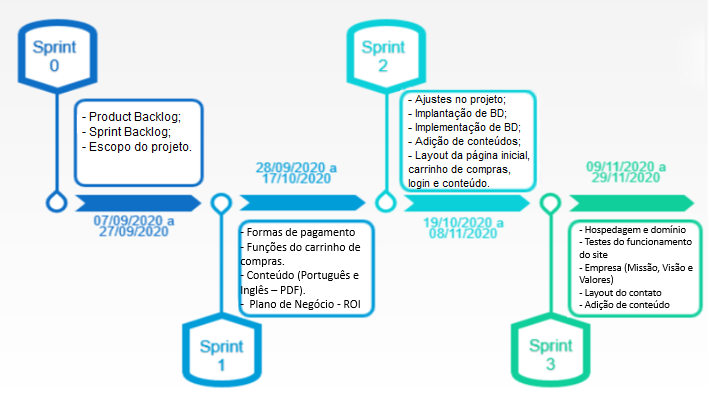 Sprint
0
- Product Backlog;
- Sprint Backlog;
- Escopo do projeto.
07/09/2020 a
27/09/2020
28/09/2020 a
17/10/2020
- Formas de pagamento
- Funções do carrinho de
compras.
- Conteúdo (Português e
Inglês – PDF).
- Plano de Negócio - ROI
Sprint
1
Sprint
2
- Ajustes no projeto;
- Implantação de BD;
- Implementação de BD;
- Adição de conteúdos;
- Layout da página inicial,
carrinho de compras,
login e conteúdo.
19/10/2020 a
08/11/2020
09/11/2020 a
29/11/2020
- Hospedagem e domínio
- Testes do funcionamento
do site
- Empresa (Missão, Visão e
Valores)
- Layout do contato
- Adição de conteúdo
Sprint
3